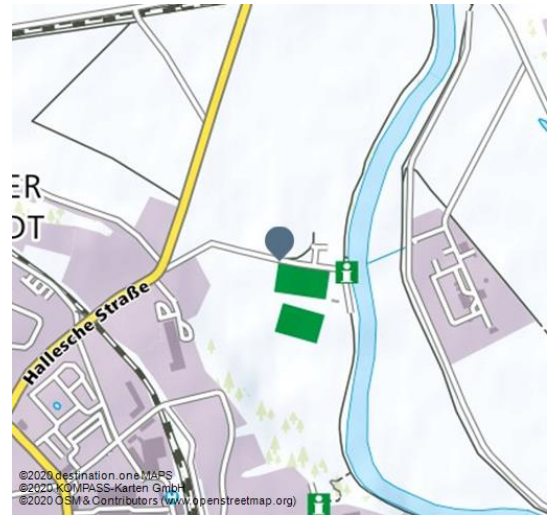 ER
DT
Hallesche Straße
©2020 destination.one MAPS
©2020 KOMPASS-Karten GmbH
©2020 OSM & Contributors (www.openstreetmap.org)